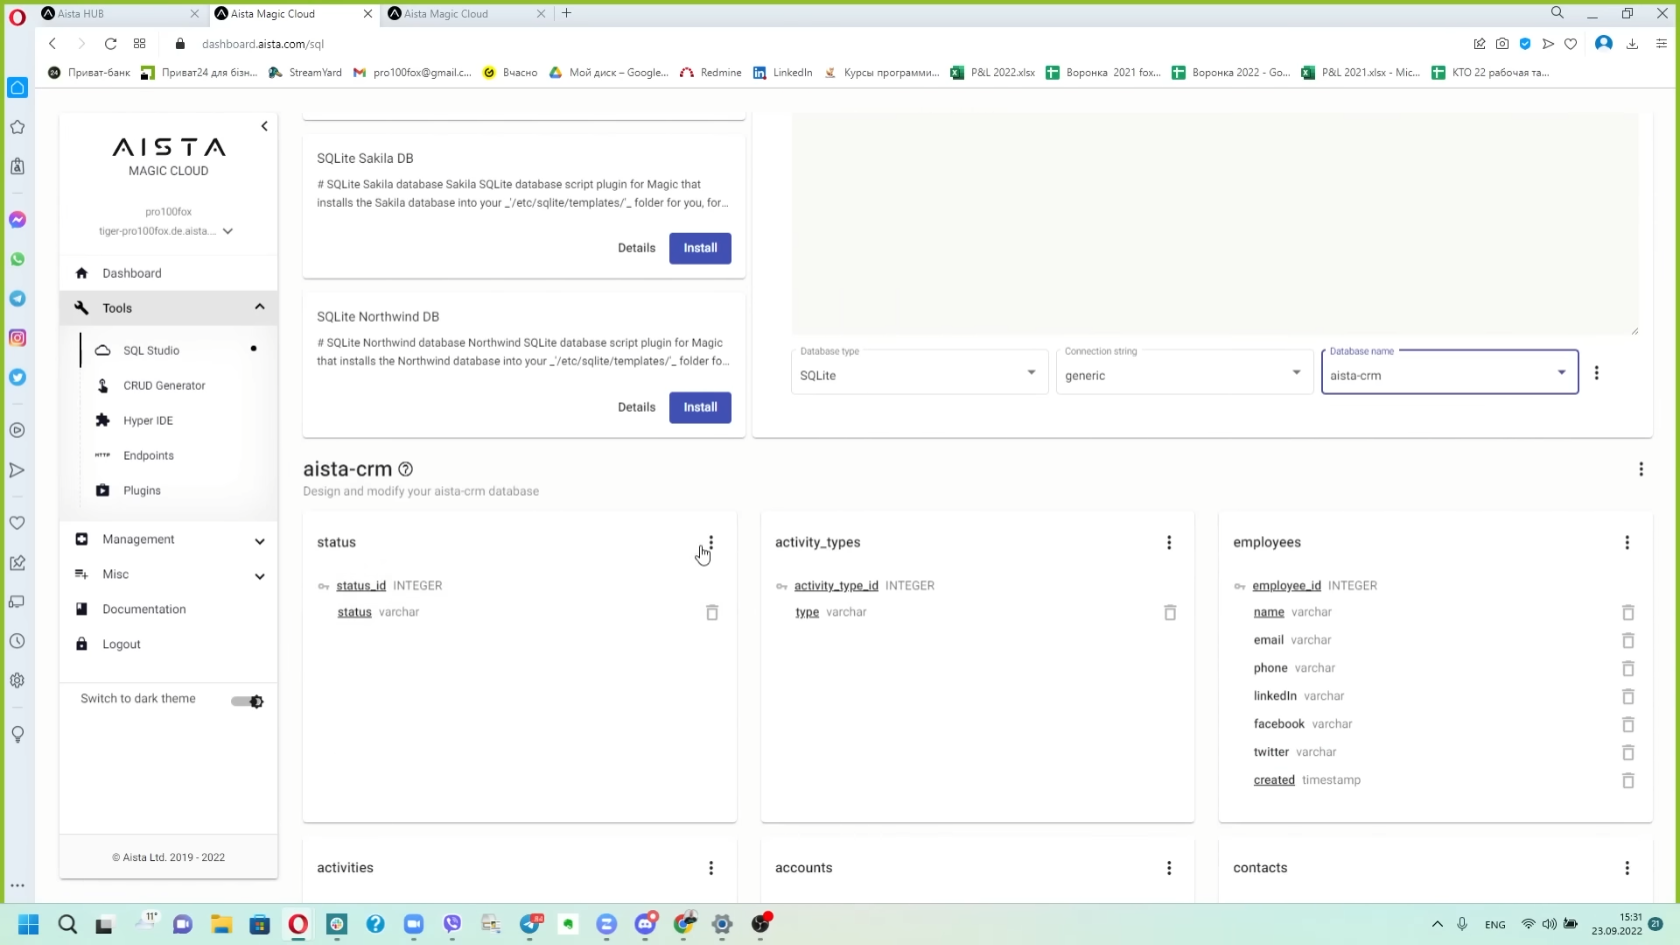 Aista HUB
Aista Magic Cloud
Aista Magic Cloud
dashboard.aista.com/sql
Приват-банк
Приват24 для бізн...
StreamYard
pro100fox@gmail.c...
Вчасно
Мой диск – Google...
Redmine
LinkedIn
Курсы программи...
P&L 2022.xlsx
Воронка 2021 fox...
Воронка 2022 - Go...
P&L 2021.xlsx - Mic...
КТО 22 рабочая та...
AISTA
MAGIC CLOUD
pro100fox
tiger-pro100fox.de.aista....
Dashboard
Tools
SQL Studio
CRUD Generator
Hyper IDE
HTTP Endpoints
Plugins
Management
Misc
Documentation
Logout
Switch to dark theme
© Aista Ltd. 2019 - 2022
SQLite Sakila DB
# SQLite Sakila database Sakila SQLite database script plugin for Magic that
installs the Sakila database into your _'/etc/sqlite/templates/'_ folder for you, for...
Details
Install
SQLite Northwind DB
# SQLite Northwind database Northwind SQLite database script plugin for Magic
that installs the Northwind database into your _'/etc/sqlite/templates/'_ folder fo...
Details
Install
Database type
SQLite
Connection string
generic
Database name
aista-crm
aista-crm
Design and modify your aista-crm database
status
status_id INTEGER
status varchar
activity_types
activity_type_id INTEGER
type varchar
employees
employee_id INTEGER
name varchar
email varchar
phone varchar
linkedIn varchar
facebook varchar
twitter varchar
created timestamp
activities
accounts
contacts
11°
84
ENG
15:31
23.09.2022
21